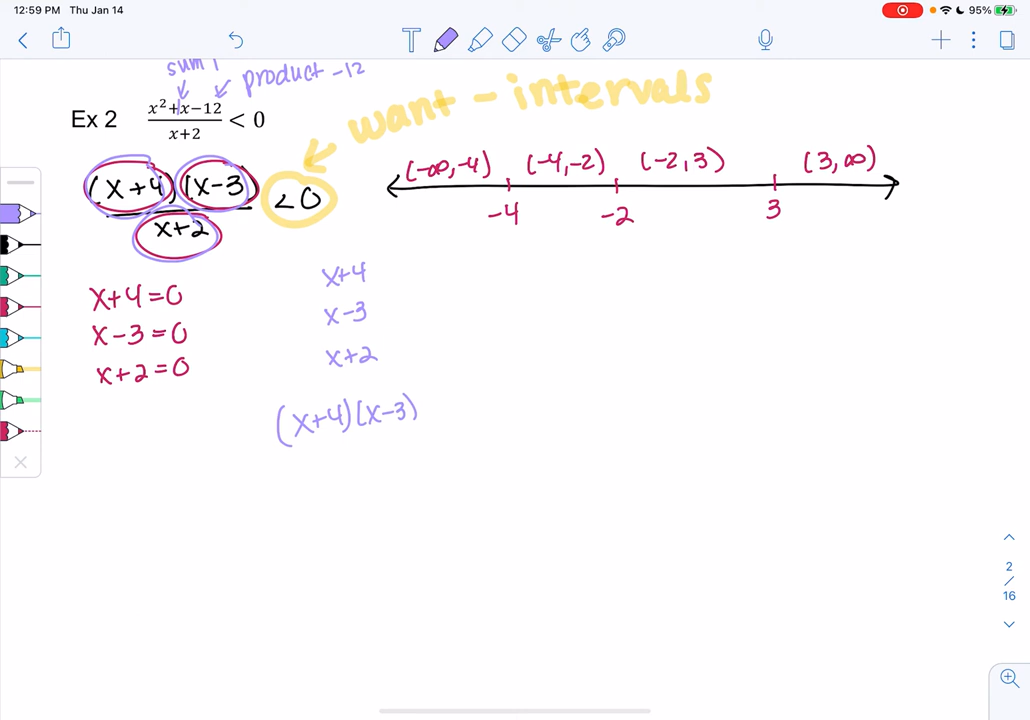 12:59 PM Thu Jan 14
95%
sum 1
product -12
Ex 2 x²+x−12 / x+2 < 0
want - intervals
(x+4)(x-3) / x+2 < 0
(-∞,-4) (-4,-2) (-2,3) (3,∞)
-4 -2 3
x+4=0
x-3=0
x+2=0
x+4
x-3
x+2
(x+4)(x-3)
2
/
16